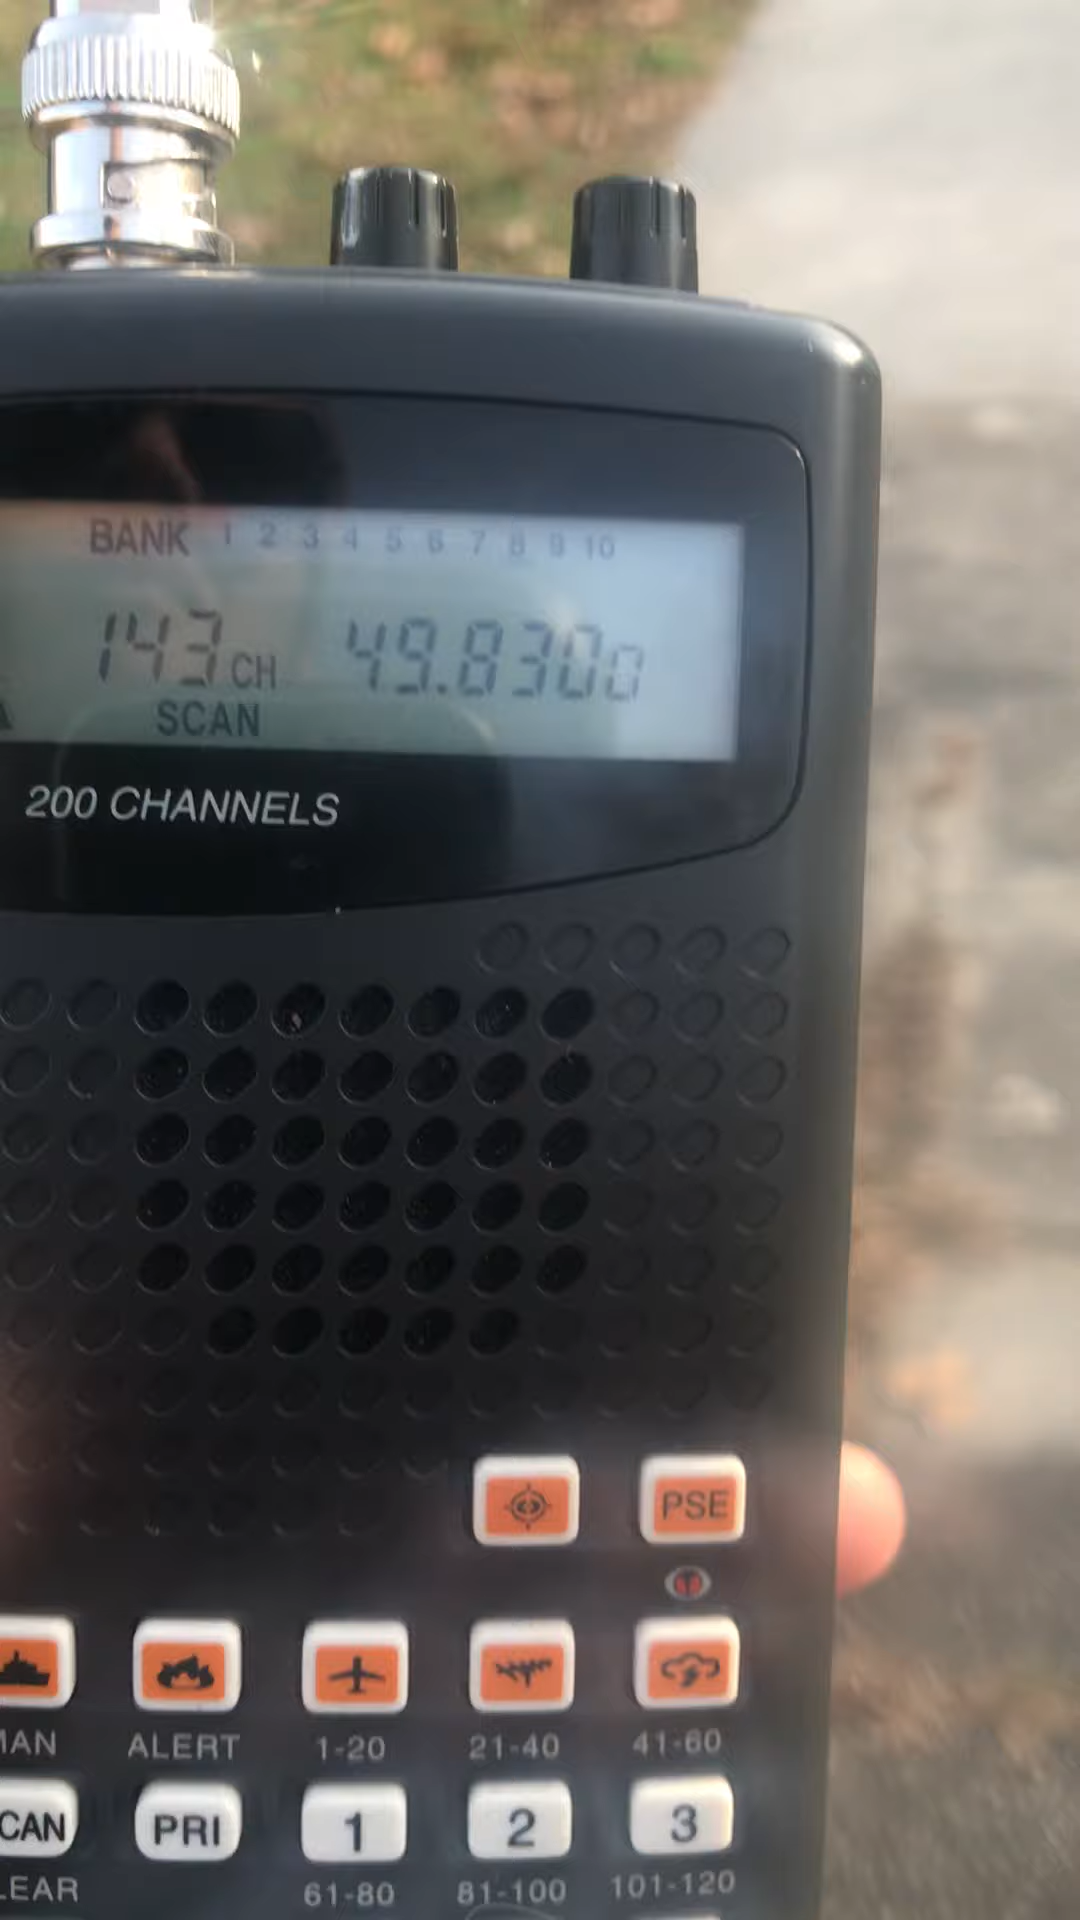 BANK 1 2 3 4 5 6 7 8 9 10
143 CH 49.8300
SCAN
200 CHANNELS
PSE
MAN ALERT 1-20 21-40 41-60
SCAN PRI 1 2 3
LEAR 61-80 81-100 101-120